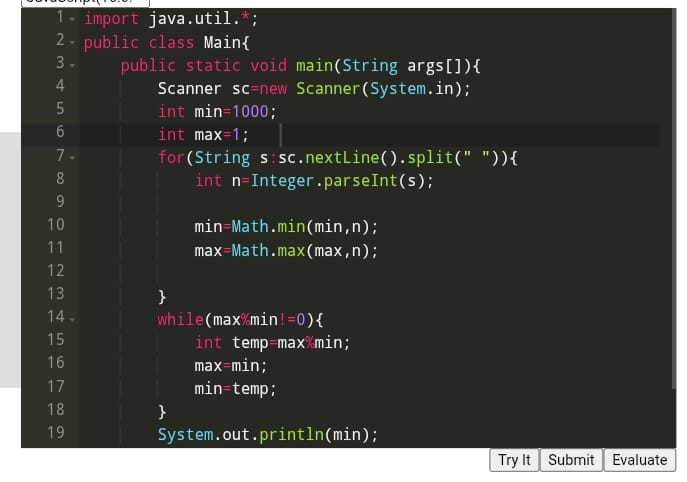 1 import java.util.*;
2 public class Main{
3 public static void main(String args[]){
4 Scanner sc=new Scanner(System.in);
5 int min=1000;
6 int max=1;
7 for(String s:sc.nextLine().split(" ")){
8 int n=Integer.parseInt(s);
9
10 min=Math.min(min,n);
11 max=Math.max(max,n);
12
13 }
14 while(max%min!=0){
15 int temp=max%min;
16 max=min;
17 min=temp;
18 }
19 System.out.println(min);
Try It Submit Evaluate